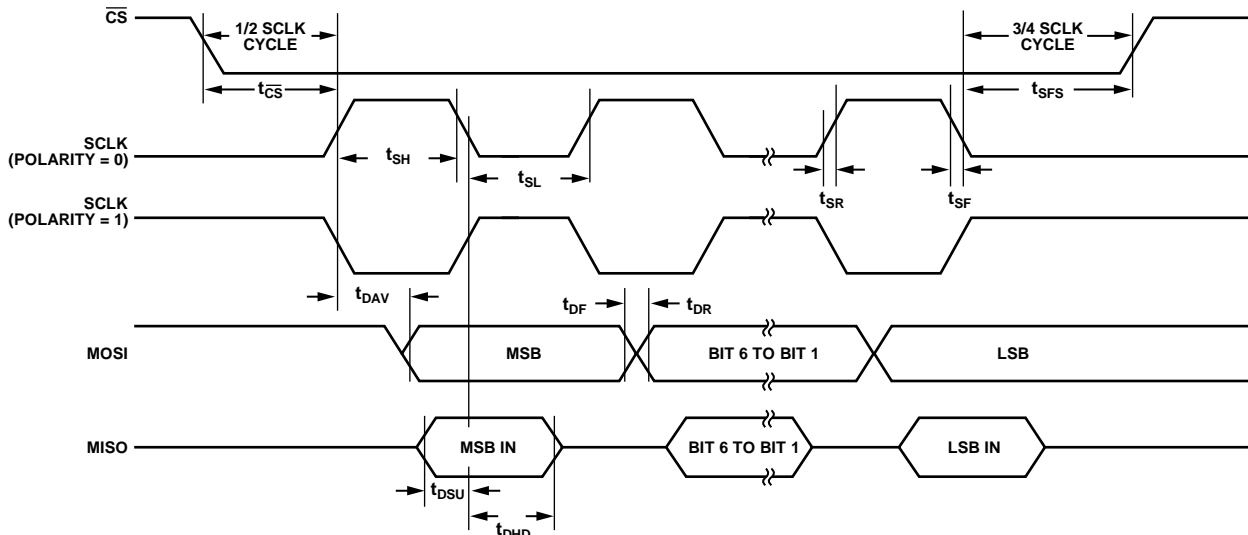 CS
1/2 SCLK
CYCLE
3/4 SCLK
CYCLE
tCS
tSFS
SCLK
(POLARITY = 0)
tSH
tSL
tSR
tSF
SCLK
(POLARITY = 1)
tDAV
tDF
tDR
MOSI
MSB
BIT 6 TO BIT 1
LSB
MISO
MSB IN
BIT 6 TO BIT 1
LSB IN
tDSU
tDHD